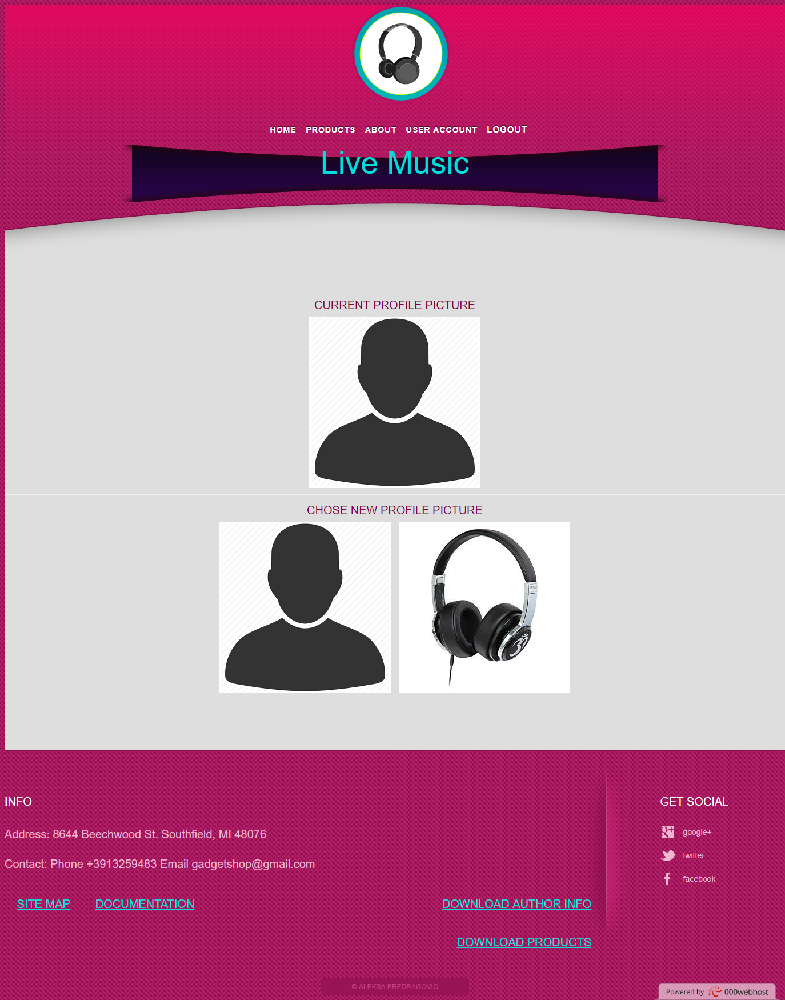 HOME PRODUCTS ABOUT USER ACCOUNT LOGOUT
Live Music
CURRENT PROFILE PICTURE
CHOSE NEW PROFILE PICTURE
INFO
Address: 8644 Beechwood St. Southfield, MI 48076
Contact: Phone +3913259483 Email gadgetshop@gmail.com
SITE MAP DOCUMENTATION
DOWNLOAD AUTHOR INFO
DOWNLOAD PRODUCTS
GET SOCIAL
google+
twitter
facebook
© ALEKSA PREDRAGOVIC
Powered by 000webhost